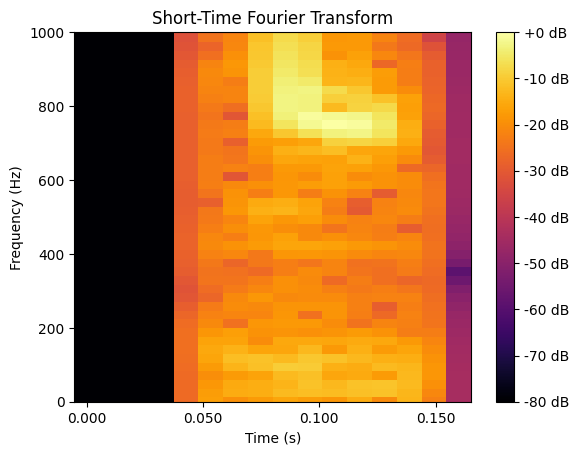 Short-Time Fourier Transform
1000
800
600
400
200
0
Frequency (Hz)
0.000
0.050
0.100
0.150
Time (s)
+0 dB
-10 dB
-20 dB
-30 dB
-40 dB
-50 dB
-60 dB
-70 dB
-80 dB